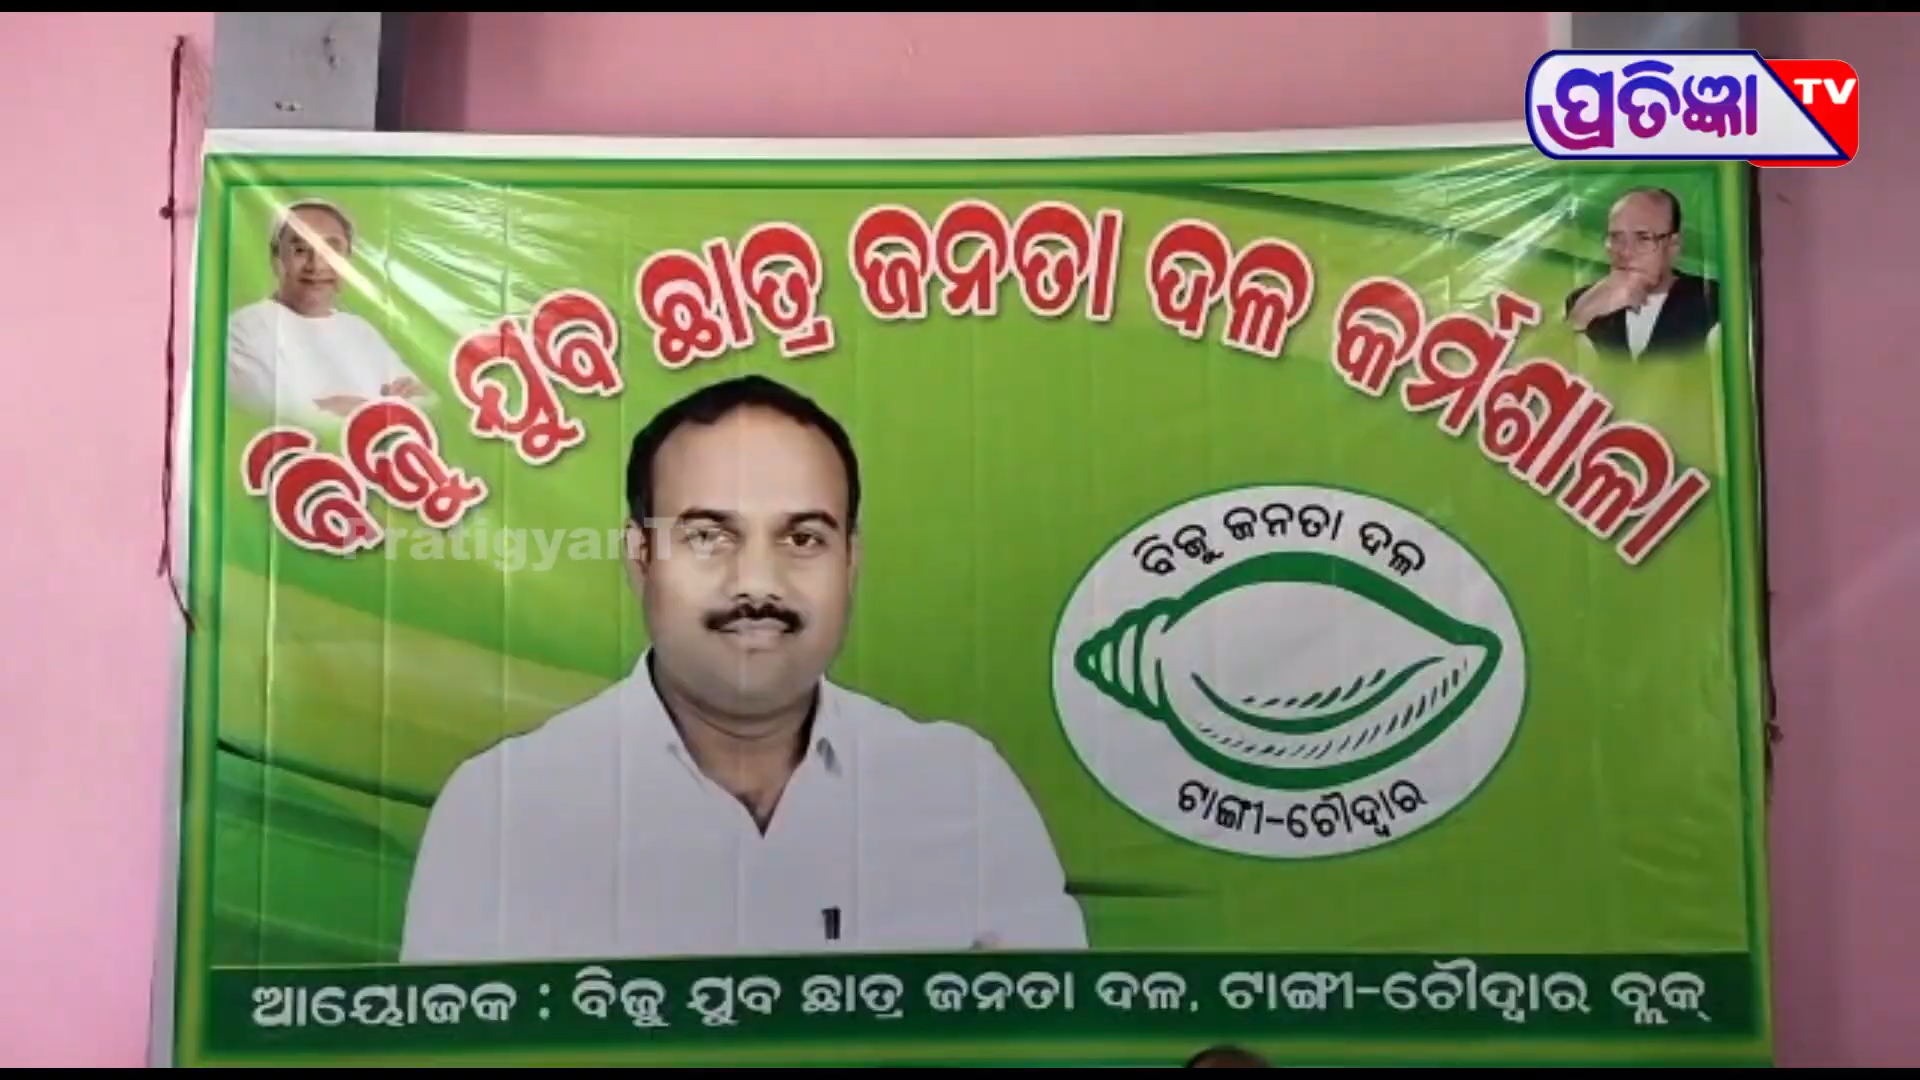 ପ୍ରତିଜ୍ଞା TV
ବିଜୁ ଯୁବ ଛାତ୍ର ଜନତା ଦଳ କର୍ମଶାଳା
PratigyanTv
ବିଜୁ ଜନତା ଦଳ
ଟାଙ୍ଗୀ-ଚୌଦ୍ୱାର
ଆୟୋଜକ : ବିଜୁ ଯୁବ ଛାତ୍ର ଜନତା ଦଳ, ଟାଙ୍ଗୀ-ଚୌଦ୍ୱାର ବ୍ଲକ୍